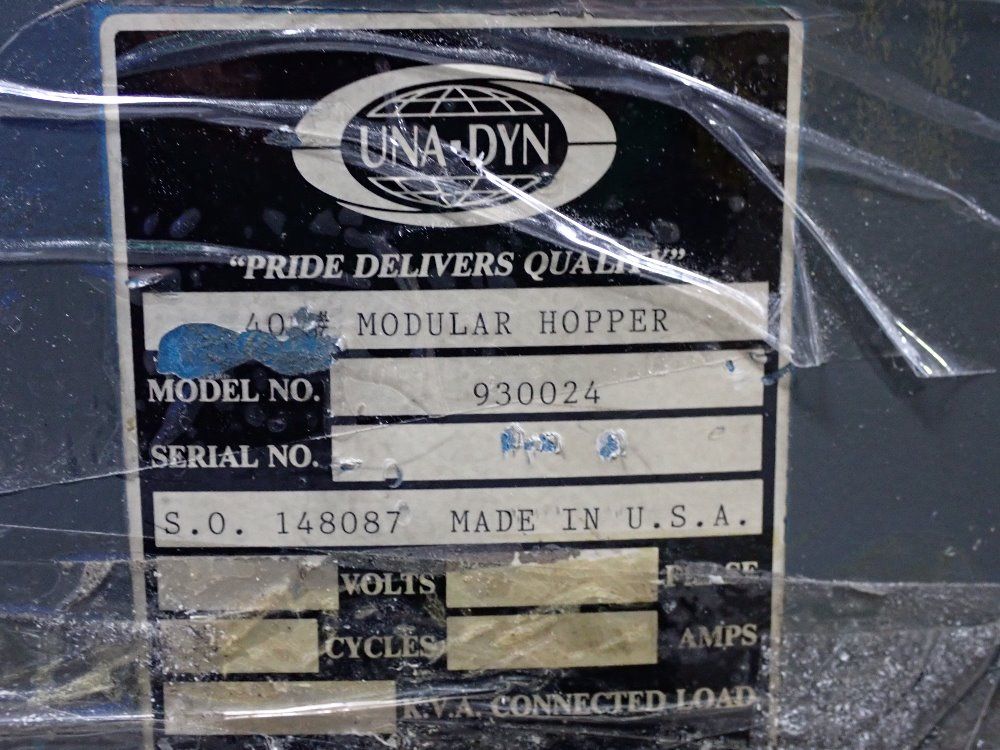 UNA-DYN
"PRIDE DELIVERS QUALITY"
MODULAR HOPPER
MODEL NO. 930024
SERIAL NO.
S.O. 148087 MADE IN U.S.A.
VOLTS PHASE
CYCLES AMPS
K.V.A. CONNECTED LOAD